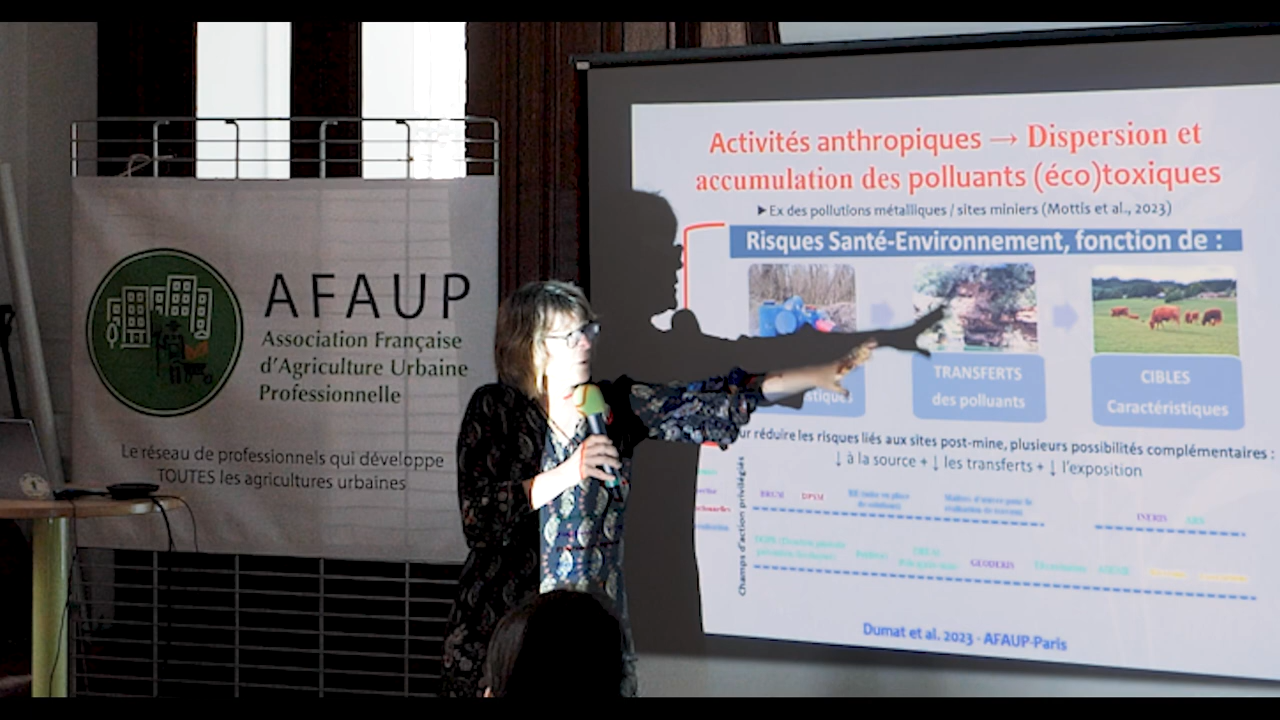 AFAUP
Association Française
d'Agriculture Urbaine
Professionnelle
Le réseau de professionnels qui développe
TOUTES les agricultures urbaines
Activités anthropiques → Dispersion et
accumulation des polluants (éco)toxiques
▶Ex des pollutions métalliques / sites miniers (Mottis et al., 2023)
Risques Santé-Environnement, fonction de :
TRANSFERTS
des polluants
CIBLES
Caractéristiques
réduire les risques liés aux sites post-mine, plusieurs possibilités complémentaires :
↓ à la source + ↓ les transferts + ↓ l'exposition
Champs d'action privilégiés
BRGM DPSM
INERIS
GEODERIS
Dumat et al. 2023 - AFAUP-Paris